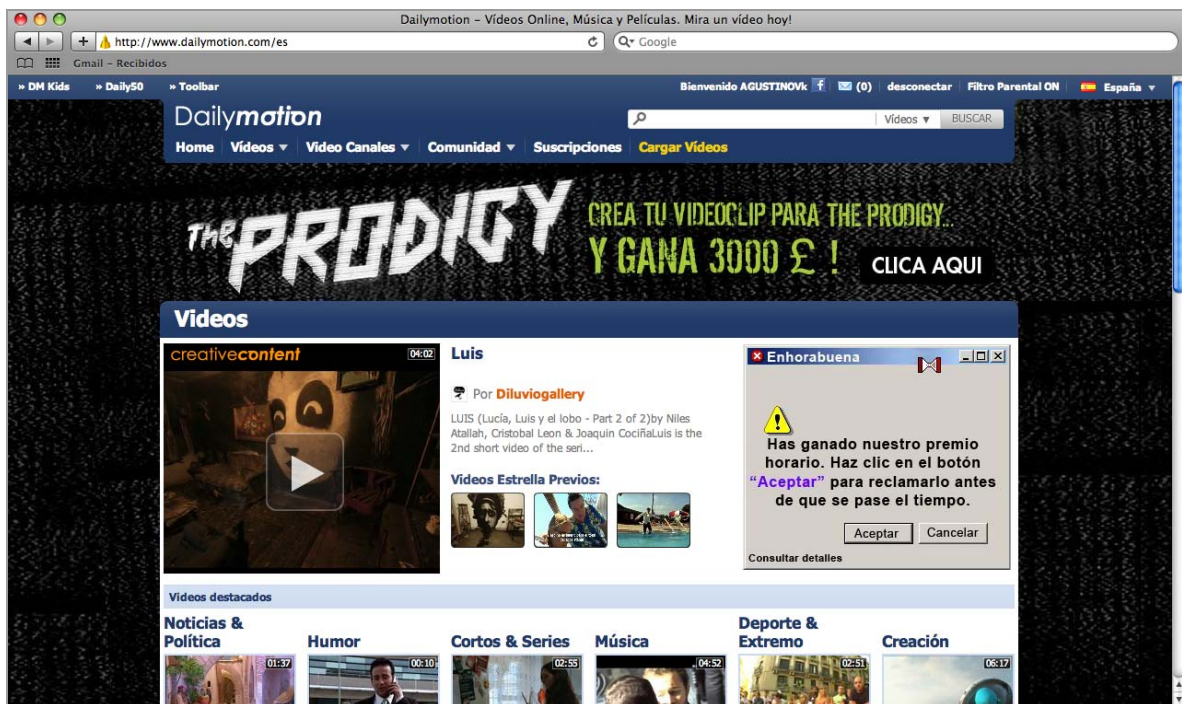 Dailymotion – Vídeos Online, Música y Películas. Mira un vídeo hoy!
http://www.dailymotion.com/es
Google
Gmail – Recibidos
» DM Kids » Daily50 » Toolbar Bienvenido AGUSTINOVk (0) desconectar Filtro Parental ON España
Dailymotion
Vídeos BUSCAR
Home Vídeos Video Canales Comunidad Suscripciones Cargar Vídeos
The PRODIGY
CREA TU VIDEOCLIP PARA THE PRODIGY...
Y GANA 3000 £ !
CLICA AQUI
Videos
creativecontent 04:02
Luis
Por Diluviogallery
LUIS (Lucía, Luis y el lobo - Part 2 of 2)by Niles
Atallah, Cristobal Leon & Joaquin CociñaLuis is the
2nd short video of the seri...
Videos Estrella Previos:
Enhorabuena
Has ganado nuestro premio
horario. Haz clic en el botón
“Aceptar” para reclamarlo antes
de que se pase el tiempo.
Aceptar Cancelar
Consultar detalles
Videos destacados
Noticias &
Política
Humor
Cortos & Series
Música
Deporte &
Extremo
Creación
01:37 00:10 02:55 04:52 02:51 06:17